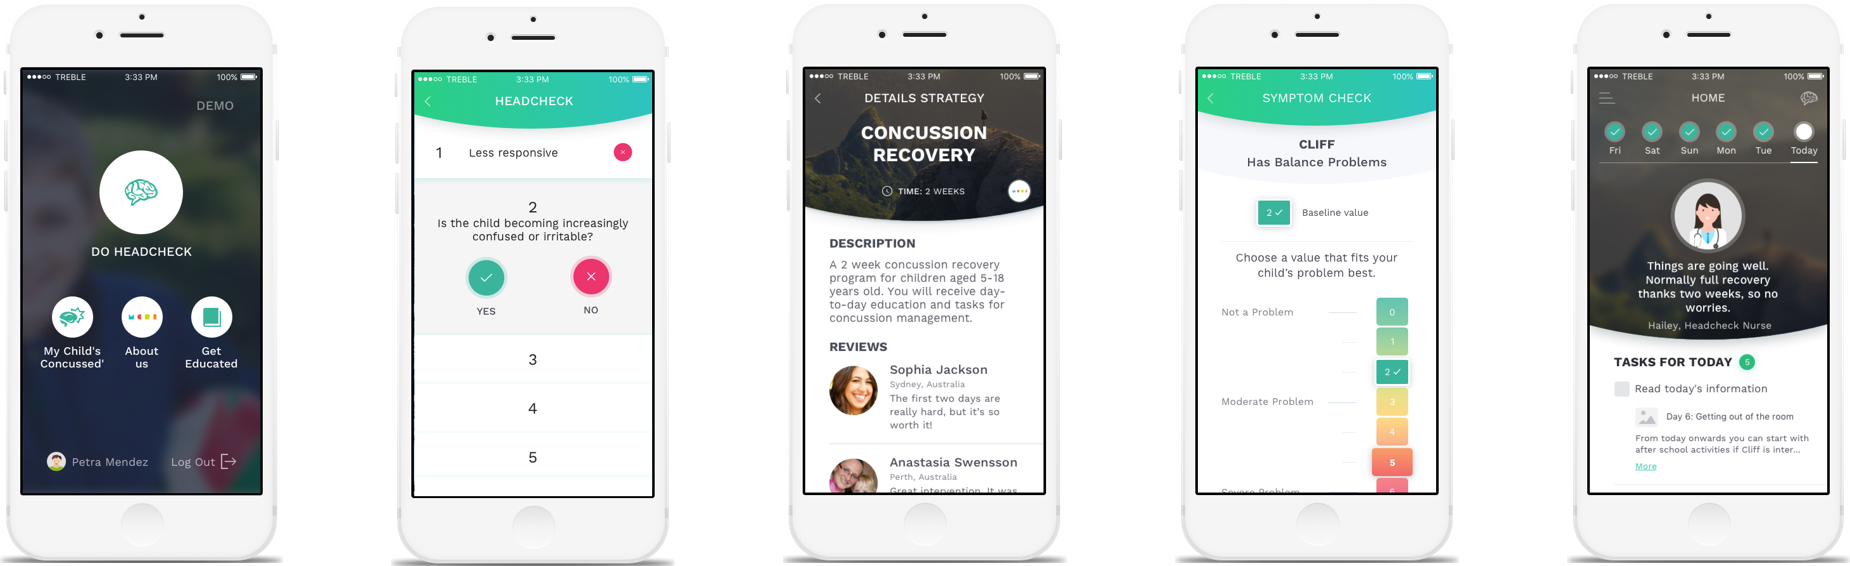 TREBLE 3:33 PM 100%
DEMO
DO HEADCHECK
My Child's
Concussed'
About
us
Get
Educated
Petra Mendez
Log Out
TREBLE 3:33 PM 100%
HEADCHECK
1 Less responsive
2
Is the child becoming increasingly
confused or irritable?
YES NO
3
4
5
TREBLE 3:33 PM 100%
DETAILS STRATEGY
CONCUSSION
RECOVERY
TIME: 2 WEEKS
DESCRIPTION
A 2 week concussion recovery
program for children aged 5-18
years old. You will receive day-
to-day education and tasks for
concussion management.
REVIEWS
Sophia Jackson
Sydney, Australia
The first two days are
really hard, but it's so
worth it!
Anastasia Swensson
Perth, Australia
Great intervention. It was
TREBLE 3:33 PM 100%
SYMPTOM CHECK
CLIFF
Has Balance Problems
2 Baseline value
Choose a value that fits your
child's problem best.
Not a Problem 0
1
2
Moderate Problem 3
4
5
Severe Problem 6
TREBLE 3:33 PM 100%
HOME
Fri Sat Sun Mon Tue Today
Things are going well.
Normally full recovery
thanks two weeks, so no
worries.
Hailey, Headcheck Nurse
TASKS FOR TODAY 5
Read today's information
Day 6: Getting out of the room
From today onwards you can start with
after school activities if Cliff is inter...
More